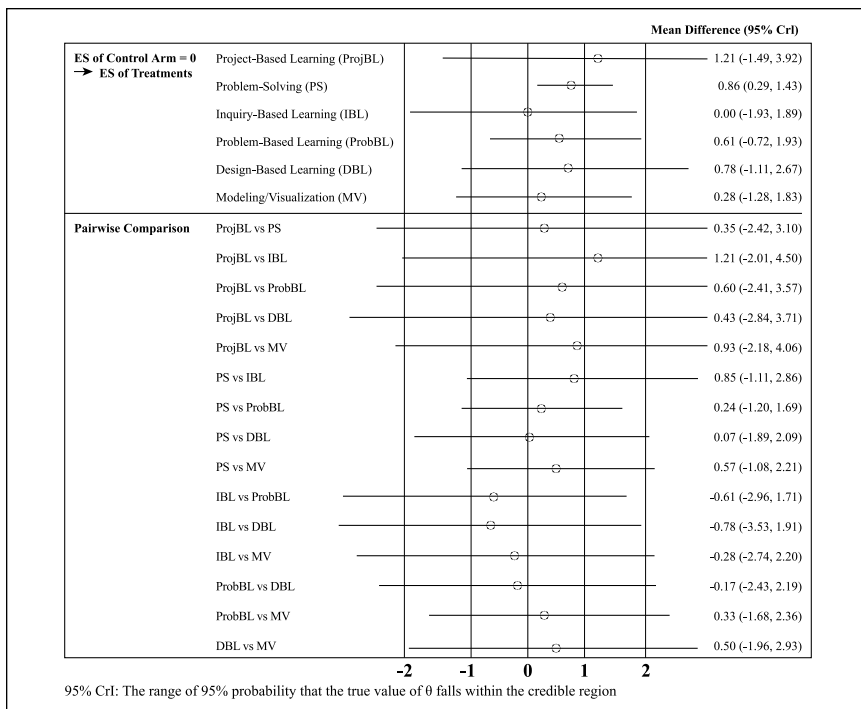 Mean Difference (95% CrI)
ES of Control Arm = 0
→ ES of Treatments
Project-Based Learning (ProjBL) 1.21 (-1.49, 3.92)
Problem-Solving (PS) 0.86 (0.29, 1.43)
Inquiry-Based Learning (IBL) 0.00 (-1.93, 1.89)
Problem-Based Learning (ProbBL) 0.61 (-0.72, 1.93)
Design-Based Learning (DBL) 0.78 (-1.11, 2.67)
Modeling/Visualization (MV) 0.28 (-1.28, 1.83)
Pairwise Comparison ProjBL vs PS 0.35 (-2.42, 3.10)
ProjBL vs IBL 1.21 (-2.01, 4.50)
ProjBL vs ProbBL 0.60 (-2.41, 3.57)
ProjBL vs DBL 0.43 (-2.84, 3.71)
ProjBL vs MV 0.93 (-2.18, 4.06)
PS vs IBL 0.85 (-1.11, 2.86)
PS vs ProbBL 0.24 (-1.20, 1.69)
PS vs DBL 0.07 (-1.89, 2.09)
PS vs MV 0.57 (-1.08, 2.21)
IBL vs ProbBL -0.61 (-2.96, 1.71)
IBL vs DBL -0.78 (-3.53, 1.91)
IBL vs MV -0.28 (-2.74, 2.20)
ProbBL vs DBL -0.17 (-2.43, 2.19)
ProbBL vs MV 0.33 (-1.68, 2.36)
DBL vs MV 0.50 (-1.96, 2.93)
-2 -1 0 1 2
95% CrI: The range of 95% probability that the true value of θ falls within the credible region